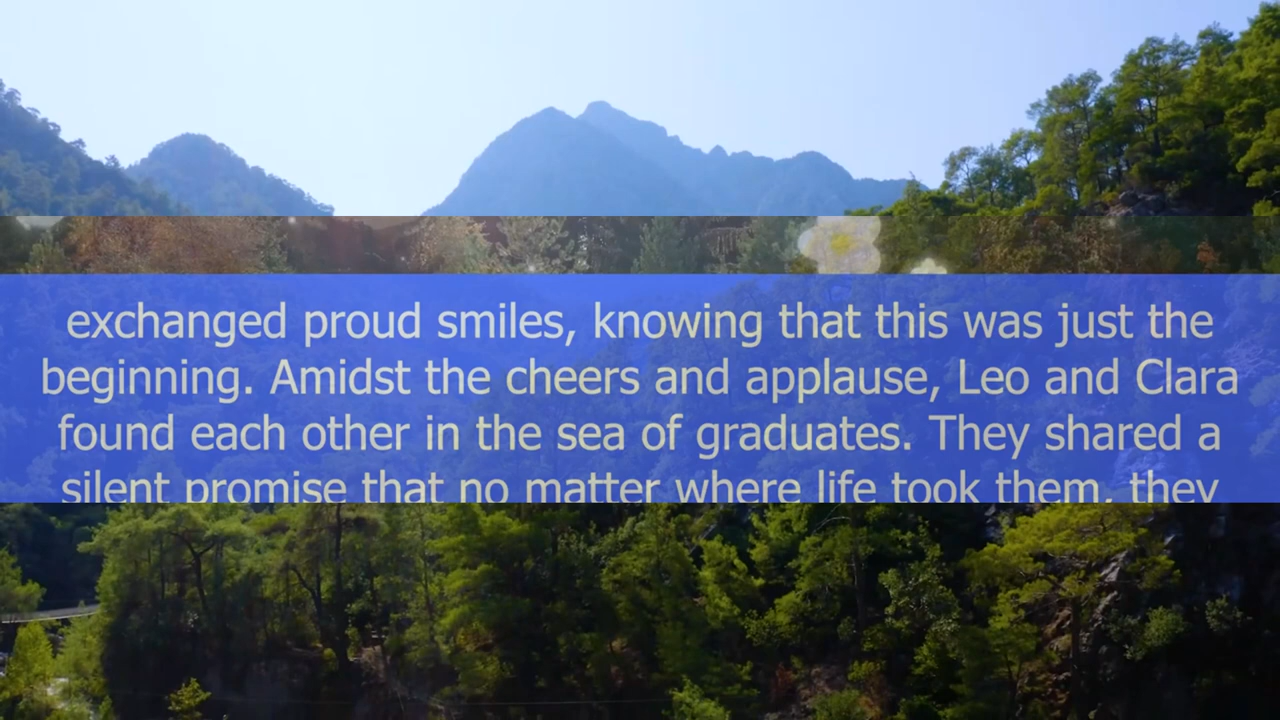 exchanged proud smiles, knowing that this was just the
beginning. Amidst the cheers and applause, Leo and Clara
found each other in the sea of graduates. They shared a
silent promise that no matter where life took them, they